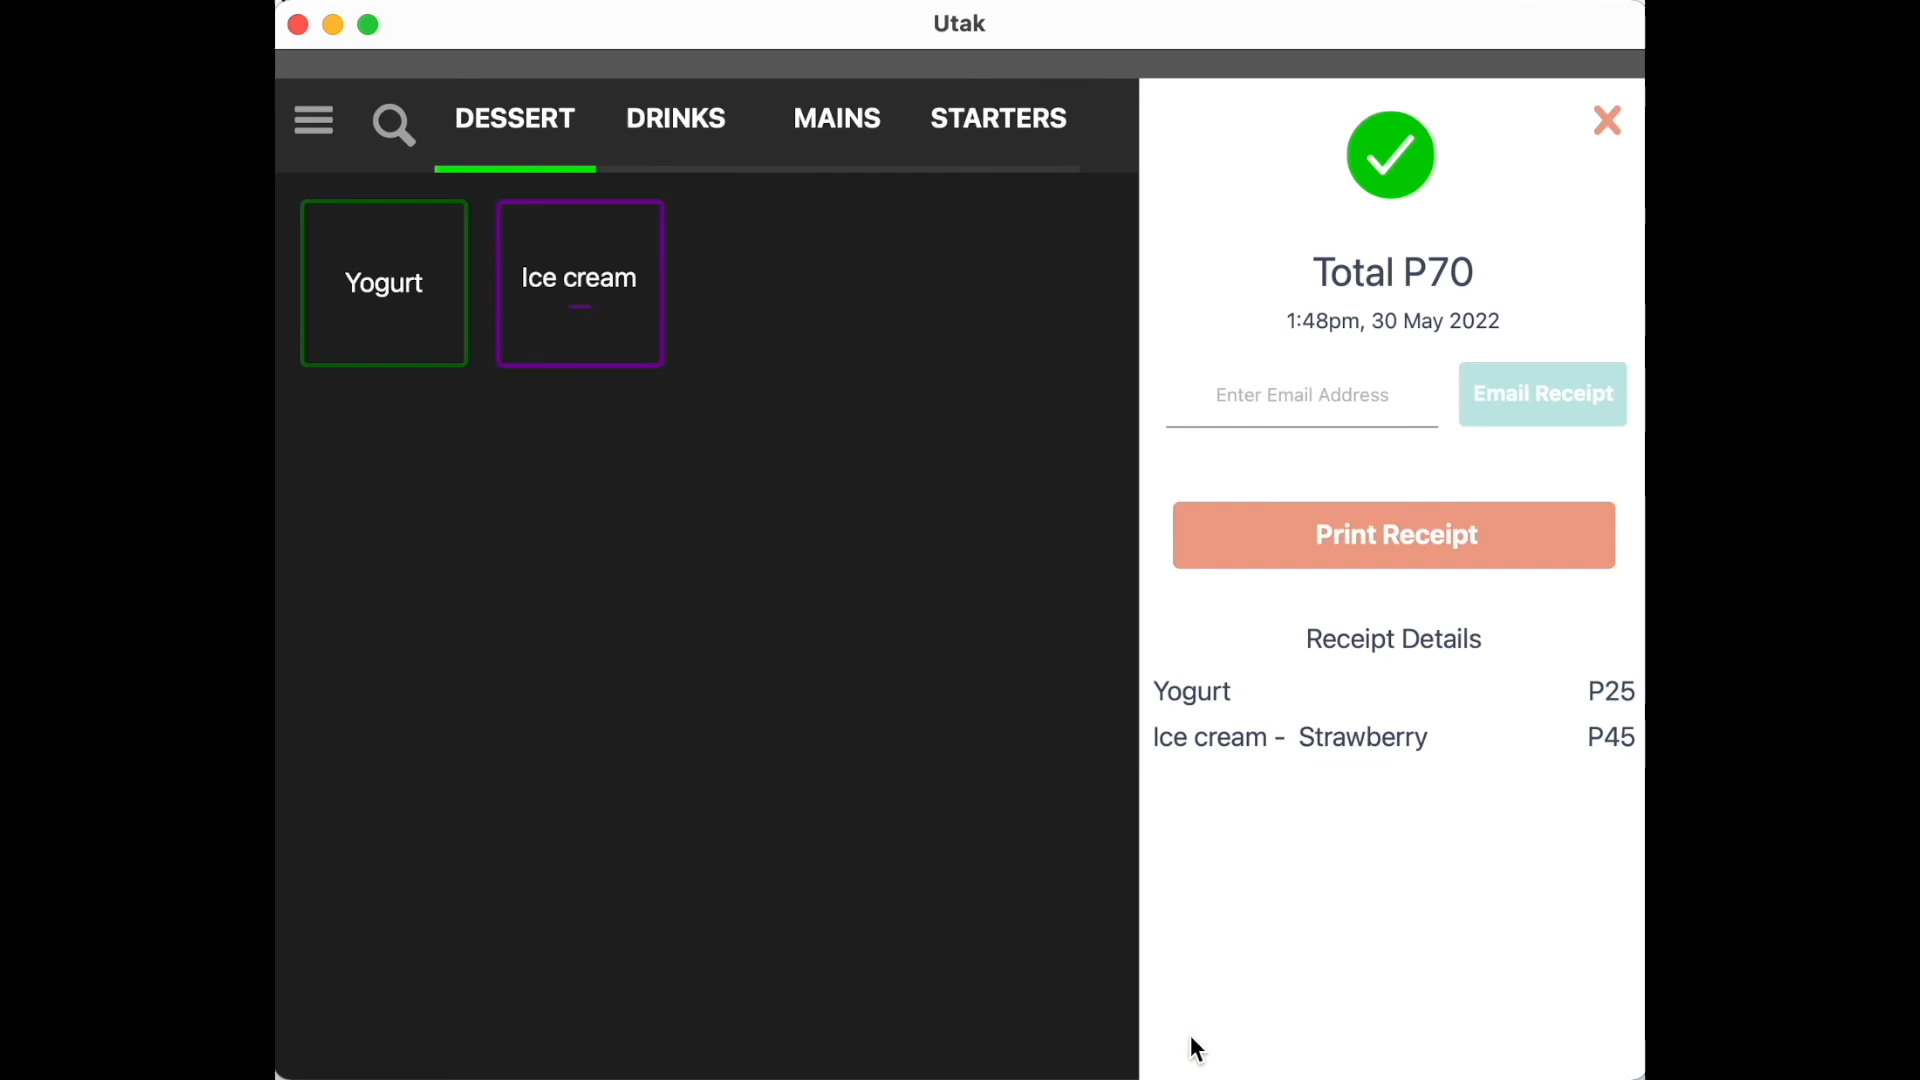 Utak
DESSERT DRINKS MAINS STARTERS
Yogurt
Ice cream
Total P70
1:48pm, 30 May 2022
Enter Email Address
Email Receipt
Print Receipt
Receipt Details
Yogurt P25
Ice cream - Strawberry P45